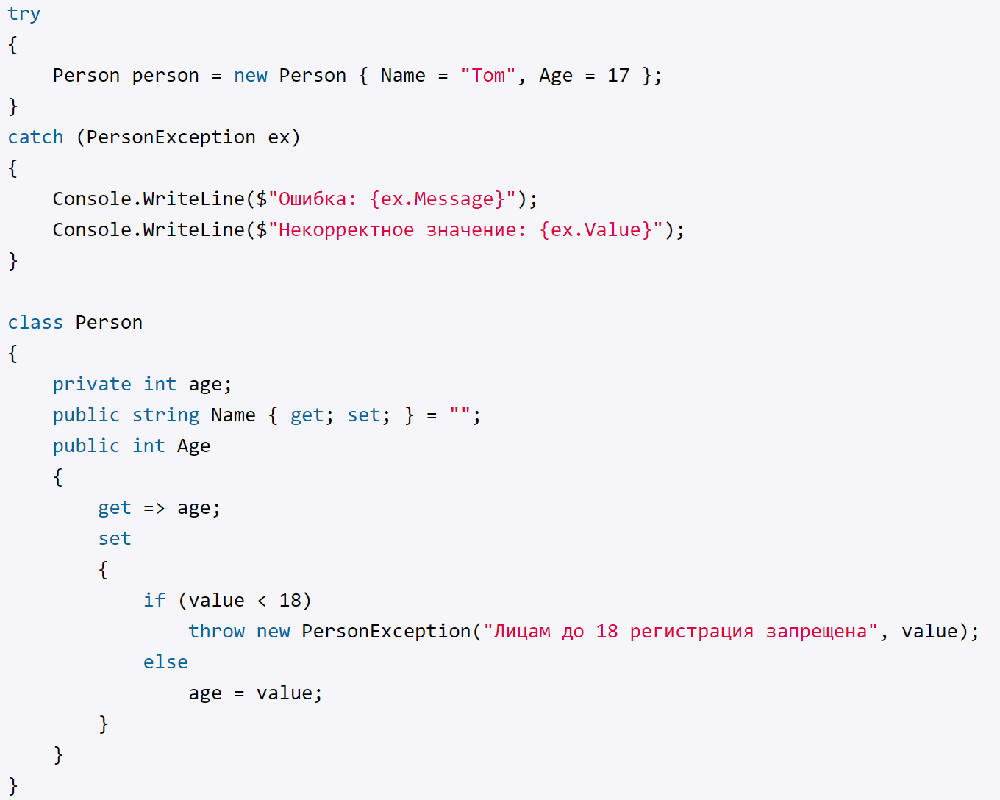 try
{
    Person person = new Person { Name = "Tom", Age = 17 };
}
catch (PersonException ex)
{
    Console.WriteLine($"Ошибка: {ex.Message}");
    Console.WriteLine($"Некорректное значение: {ex.Value}");
}

class Person
{
    private int age;
    public string Name { get; set; } = "";
    public int Age
    {
        get => age;
        set
        {
            if (value < 18)
                throw new PersonException("Лицам до 18 регистрация запрещена", value);
            else
                age = value;
        }
    }
}